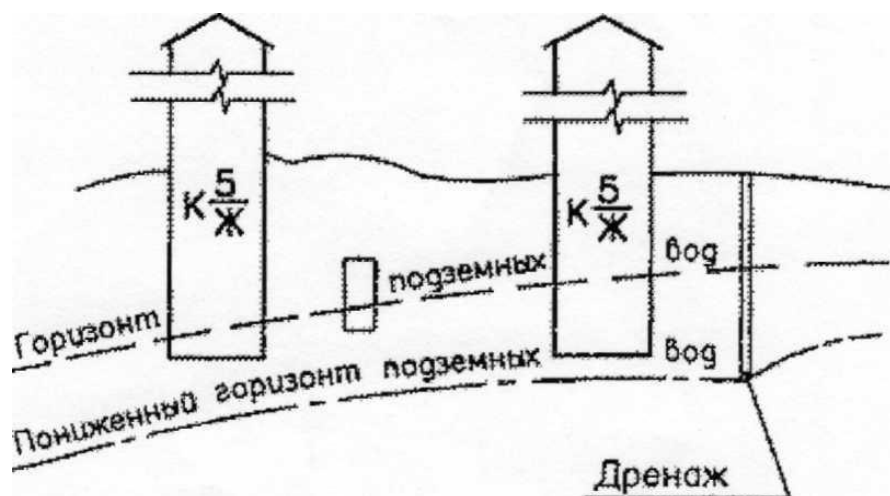 К 5/Ж
К 5/Ж
Горизонт подземных вод
Пониженный горизонт подземных вод
Дренаж